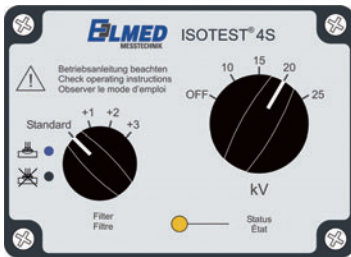 ELMED
MESSTECHNIK
ISOTEST® 4S
Betriebsanleitung beachten
Check operating instructions
Observer le mode d'emploi
Standard
+1
+2
+3
OFF
10
15
20
25
kV
Filter
Filtre
Status
État